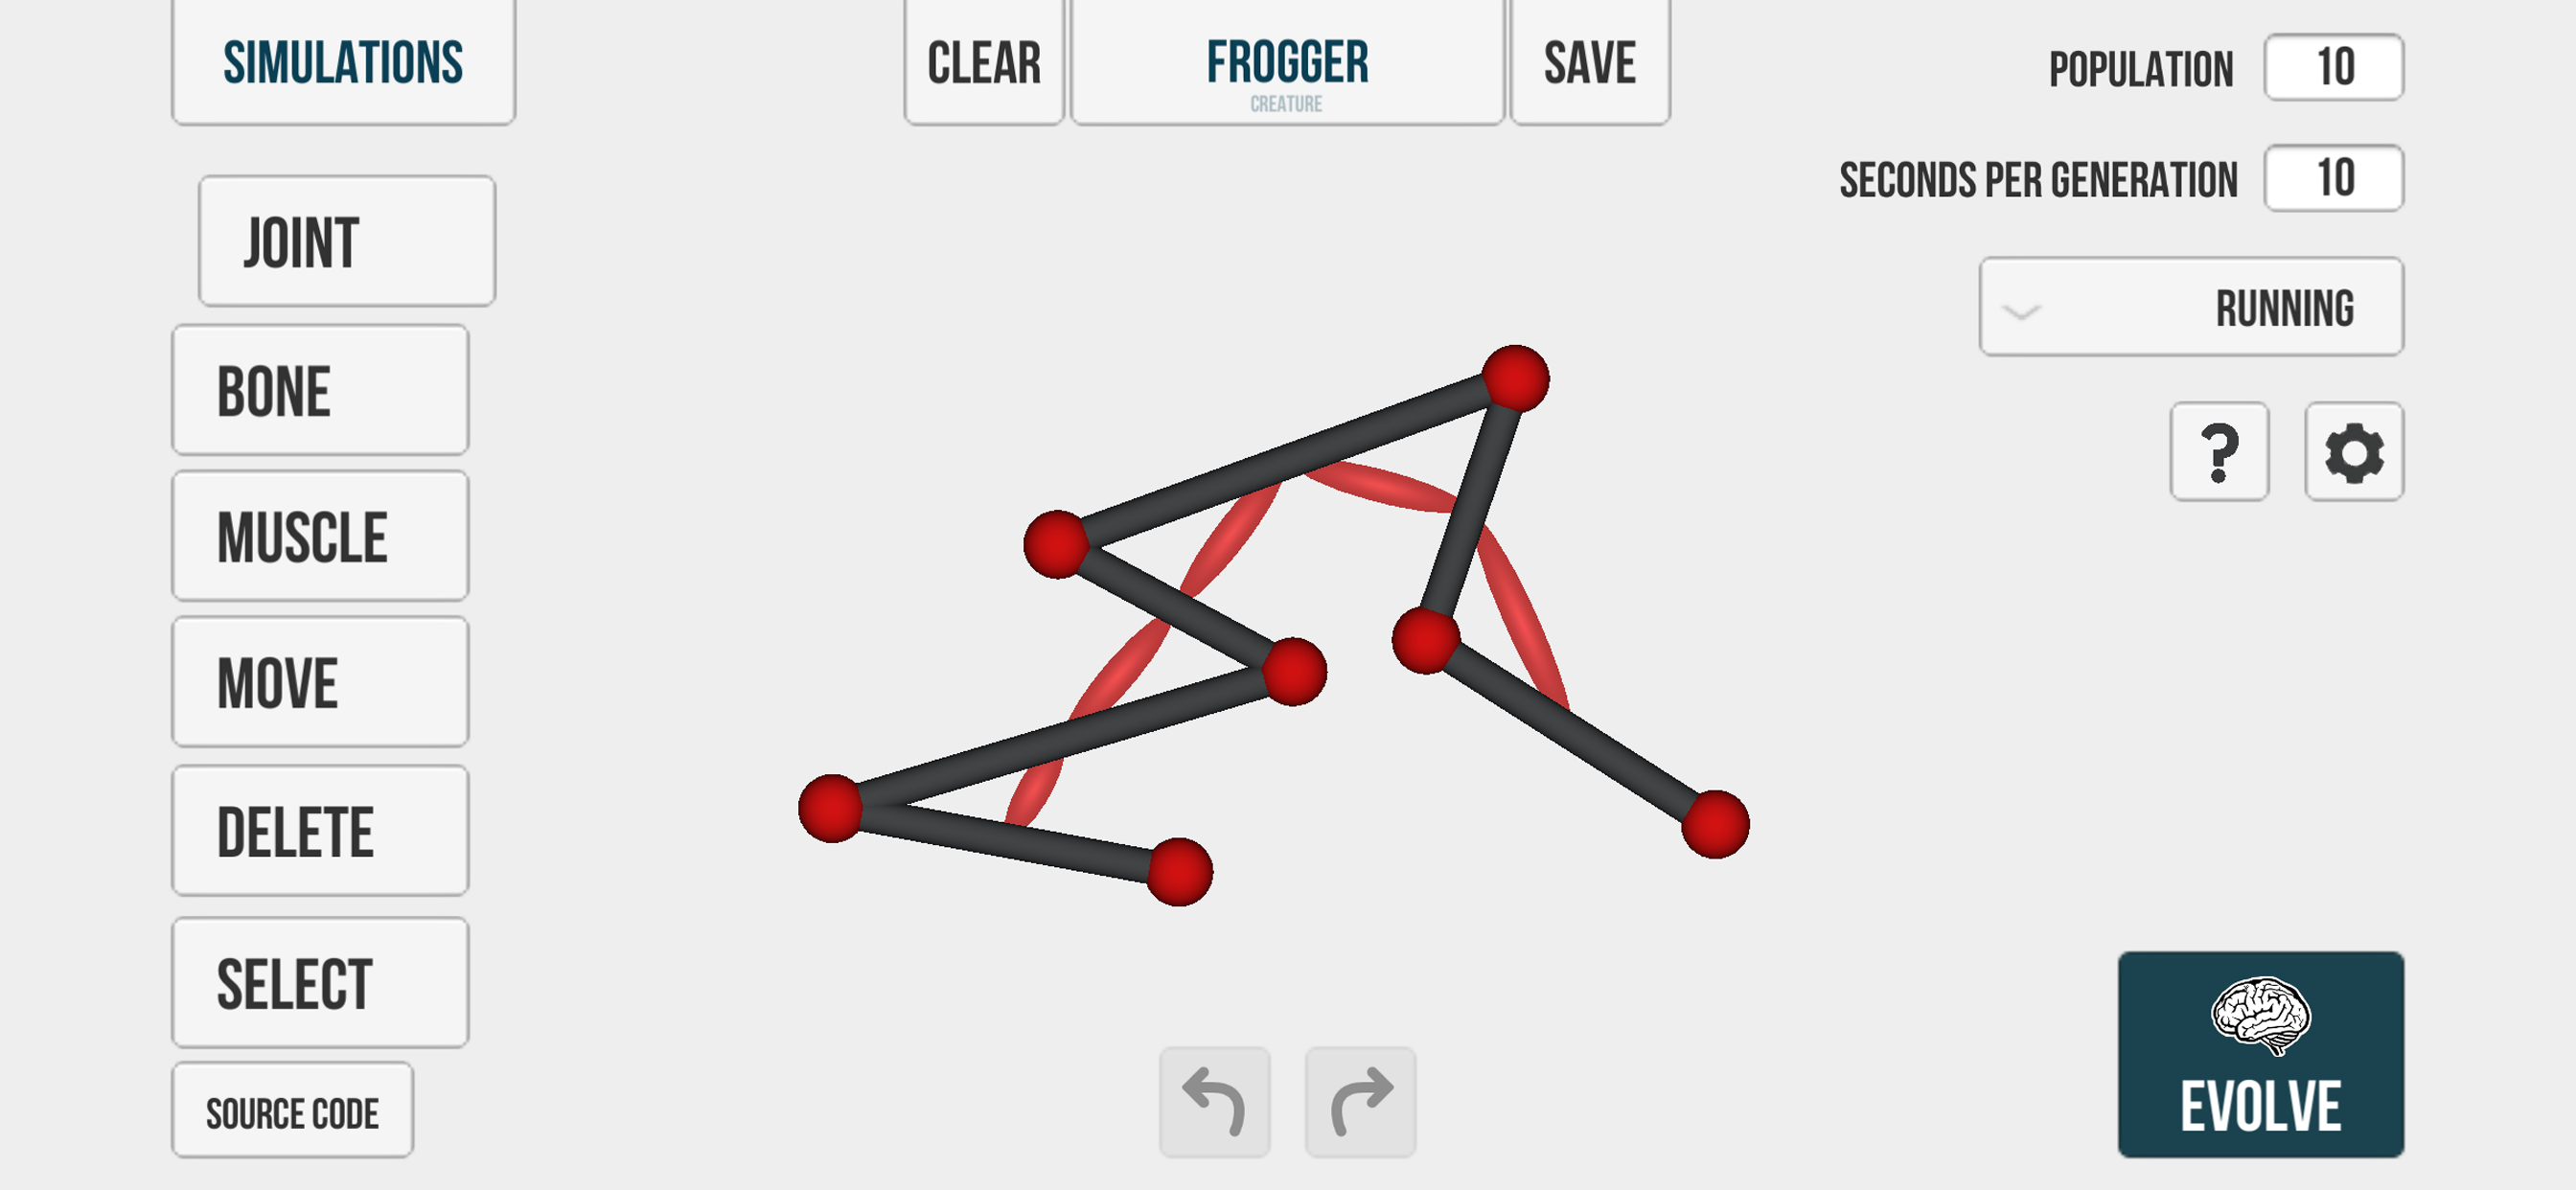 SIMULATIONS
CLEAR
FROGGER
CREATURE
SAVE
POPULATION 10
SECONDS PER GENERATION 10
RUNNING
?
JOINT
BONE
MUSCLE
MOVE
DELETE
SELECT
SOURCE CODE
EVOLVE